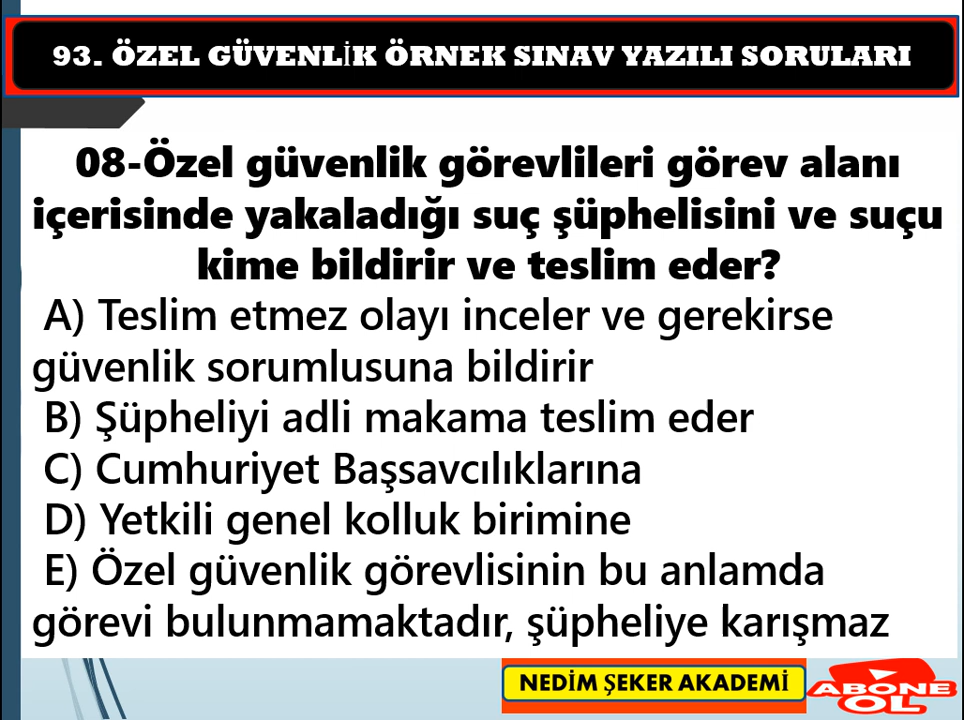 93. ÖZEL GÜVENLİK ÖRNEK SINAV YAZILI SORULARI
08-Özel güvenlik görevlileri görev alanı
içerisinde yakaladığı suç şüphelisini ve suçu
kime bildirir ve teslim eder?
A) Teslim etmez olayı inceler ve gerekirse
güvenlik sorumlusuna bildirir
B) Şüpheliyi adli makama teslim eder
C) Cumhuriyet Başsavcılıklarına
D) Yetkili genel kolluk birimine
E) Özel güvenlik görevlisinin bu anlamda
görevi bulunmamaktadır, şüpheliye karışmaz
NEDİM ŞEKER AKADEMİ
ABONE
OL